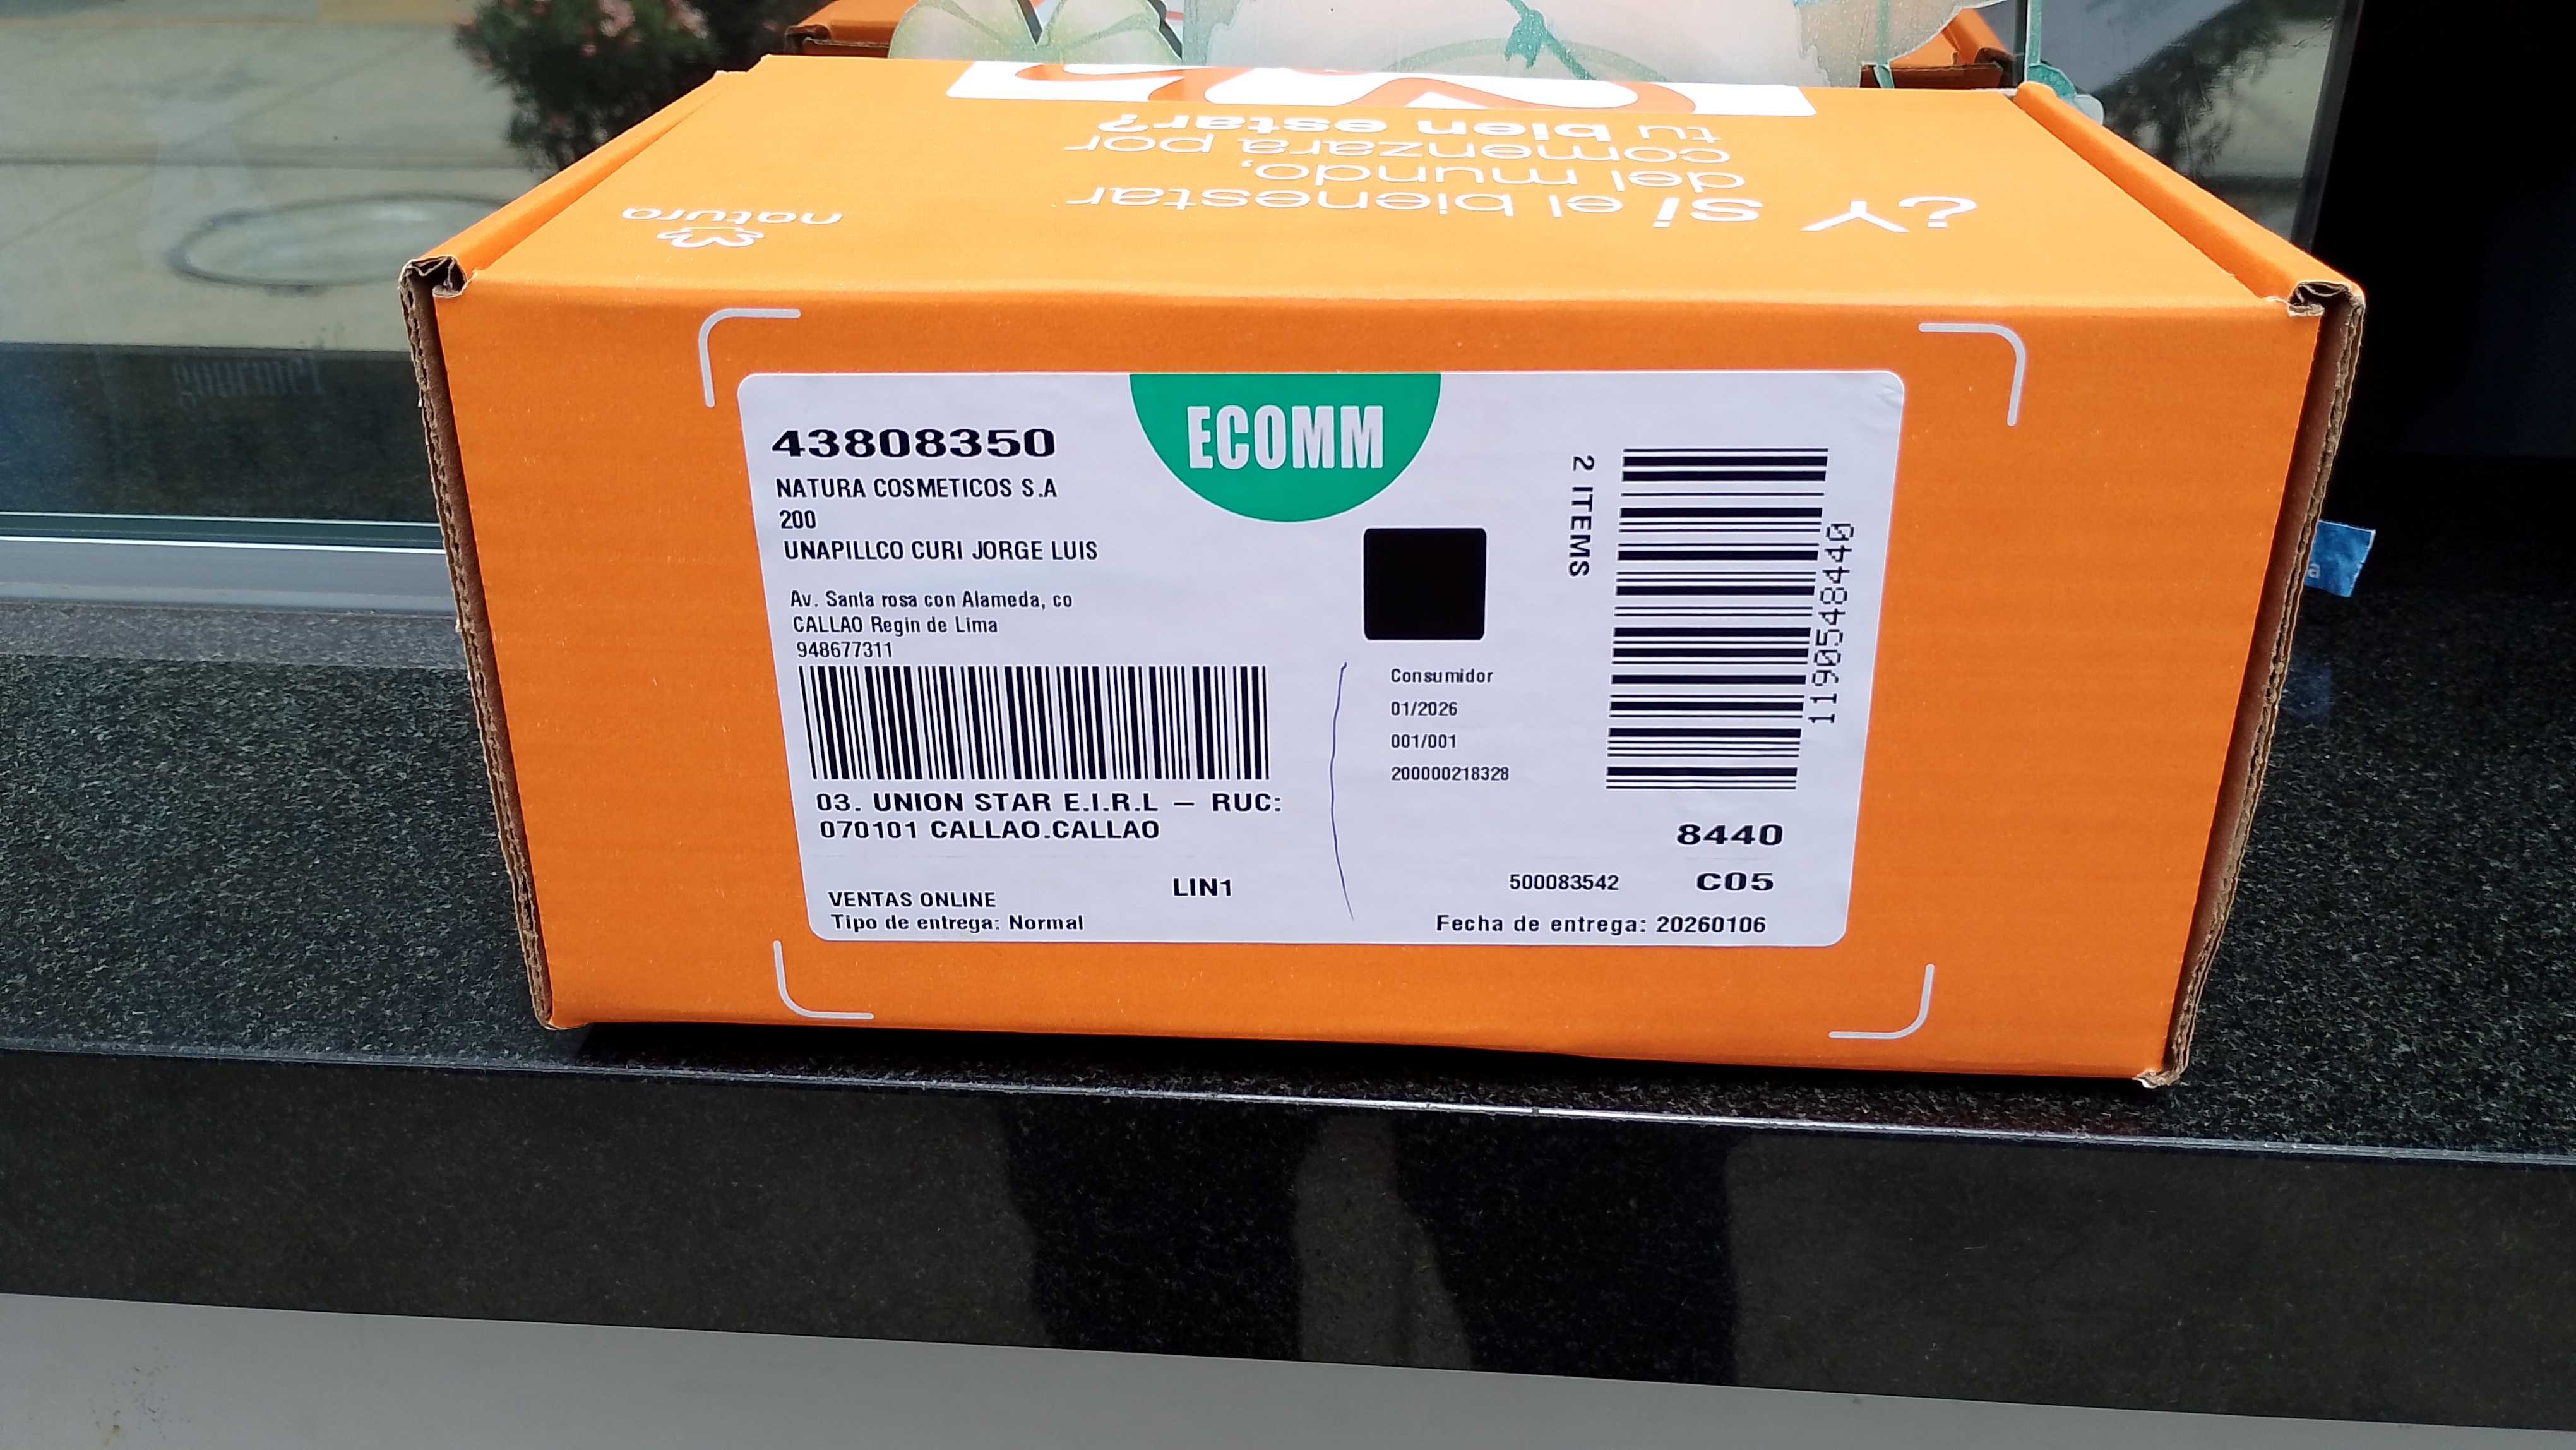 ¿Y si el bienestar
del mundo,
comenzara por
tu bien estar?
natura
ECOMM
43808350
NATURA COSMETICOS S.A
200
UNAPILLCO CURI JORGE LUIS
Av. Santa rosa con Alameda, co
CALLAO Regin de Lima
948677311
03. UNION STAR E.I.R.L – RUC:
070101 CALLAO.CALLAO
VENTAS ONLINE
LIN1
Tipo de entrega: Normal
2 ITEMS
1190548440
Consumidor
01/2026
001/001
200000218328
8440
500083542
C05
Fecha de entrega: 20260106
gourmet
a